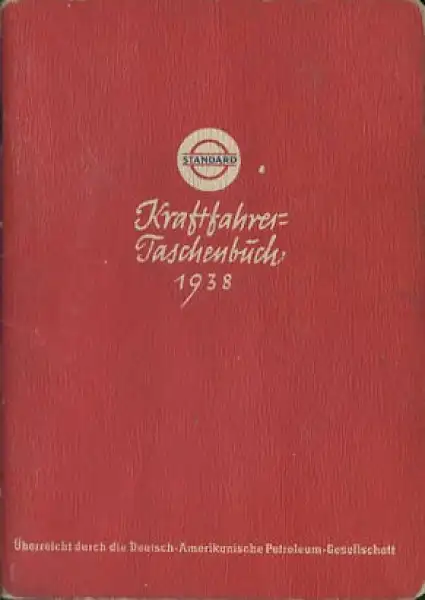 STANDARD
Kraftfahrer=
Taschenbuch
1938
Überreicht durch die Deutsch-Amerikanische Petroleum-Gesellschaft